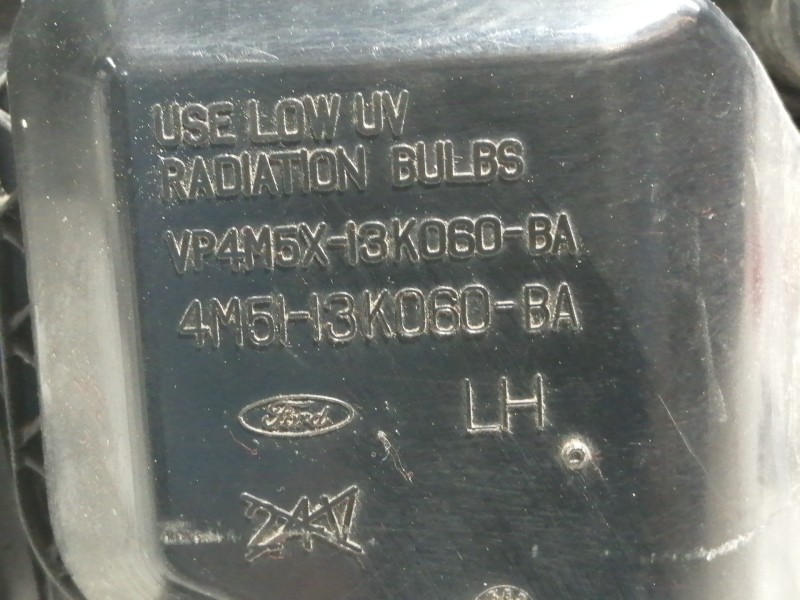 USE LOW UV
RADIATION BULBS
VP4M5X-13K060-BA
4M51-13K060-BA
Ford
LH